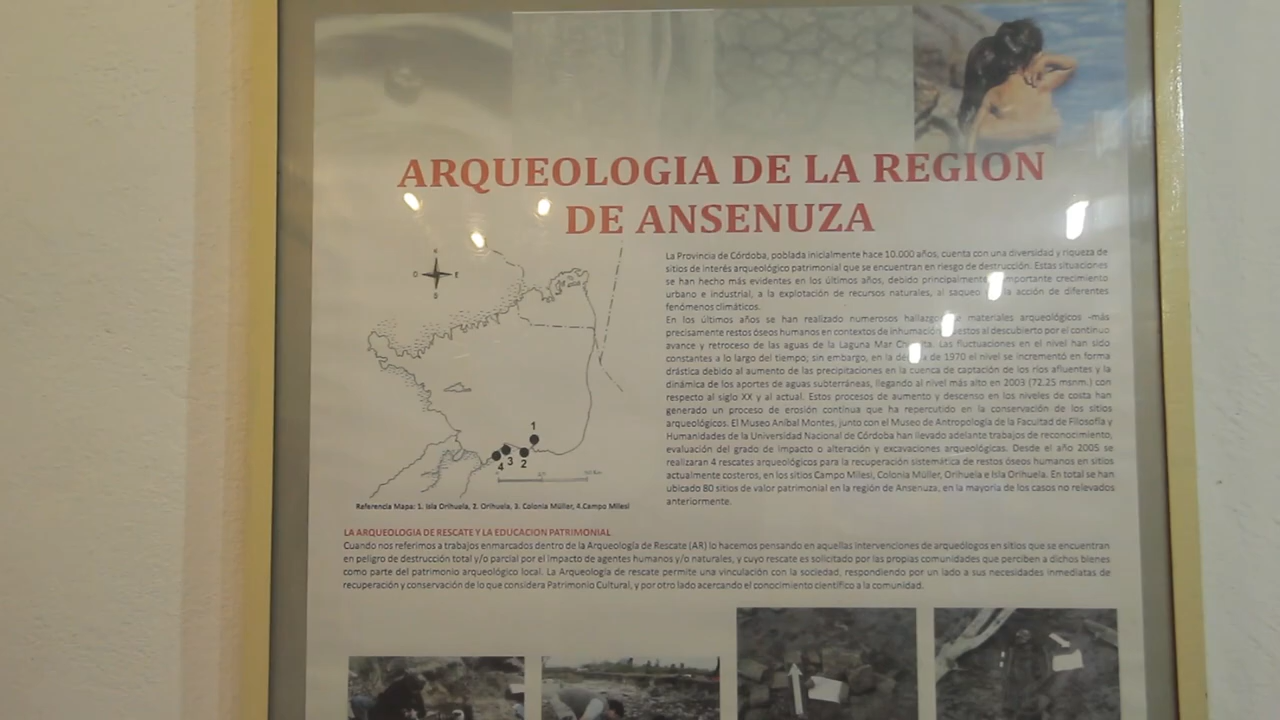 ARQUEOLOGIA DE LA REGION
DE ANSENUZA
O E
S
1
2
3
4
Referencia Mapa: 1. Isla Orihuela, 2. Orihuela, 3. Colonia Müller, 4.Campo Milesi
La Provincia de Córdoba, poblada inicialmente hace 10.000 años, cuenta con una diversidad y riqueza de
sitios de interés arqueológico patrimonial que se encuentran en riesgo de destrucción. Estas situaciones
se han hecho más evidentes en los últimos años, debido principalmente importante crecimiento
urbano e industrial, a la explotación de recursos naturales, al saqueo acción de diferentes
fenómenos climáticos.
En los últimos años se han realizado numerosos materiales arqueológicos -más
precisamente restos óseos humanos en contextos de inhumación al descubierto por el continuo
avance y retroceso de las aguas de la Laguna Mar Las fluctuaciones en el nivel han sido
constantes a lo largo del tiempo; sin embargo, en la de 1970 el nivel se incrementó en forma
drástica debido al aumento de las precipitaciones en la cuenca de captación de los ríos afluentes y la
dinámica de los aportes de aguas subterráneas, llegando al nivel más alto en 2003 (72,25 msnm.) con
respecto al siglo XX y al actual. Estos procesos de aumento y descenso en los niveles de costa han
generado un proceso de erosión continua que ha repercutido en la conservación de los sitios
arqueológicos. El Museo Aníbal Montes, junto con el Museo de Antropología de la Facultad de Filosofía y
Humanidades de la Universidad Nacional de Córdoba han llevado adelante trabajos de reconocimiento,
evaluación del grado de impacto o alteración y excavaciones arqueológicas. Desde el año 2005 se
realizaran 4 rescates arqueológicos para la recuperación sistemática de restos óseos humanos en sitios
actualmente costeros, en los sitios Campo Milesi, Colonia Müller, Orihuela e Isla Orihuela. En total se han
ubicado 80 sitios de valor patrimonial en la región de Ansenuza, en la mayoría de los casos no relevados
anteriormente.
LA ARQUEOLOGIA DE RESCATE Y LA EDUCACION PATRIMONIAL
Cuando nos referimos a trabajos enmarcados dentro de la Arqueología de Rescate (AR) lo hacemos pensando en aquellas intervenciones de arqueólogos en sitios que se encuentran
en peligro de destrucción total y/o parcial por el impacto de agentes humanos y/o naturales, y cuyo rescate es solicitado por las propias comunidades que perciben a dichos bienes
como parte del patrimonio arqueológico local. La Arqueología de rescate permite una vinculación con la sociedad, respondiendo por un lado a sus necesidades inmediatas de
recuperación y conservación de lo que considera Patrimonio Cultural, y por otro lado acercando el conocimiento científico a la comunidad.